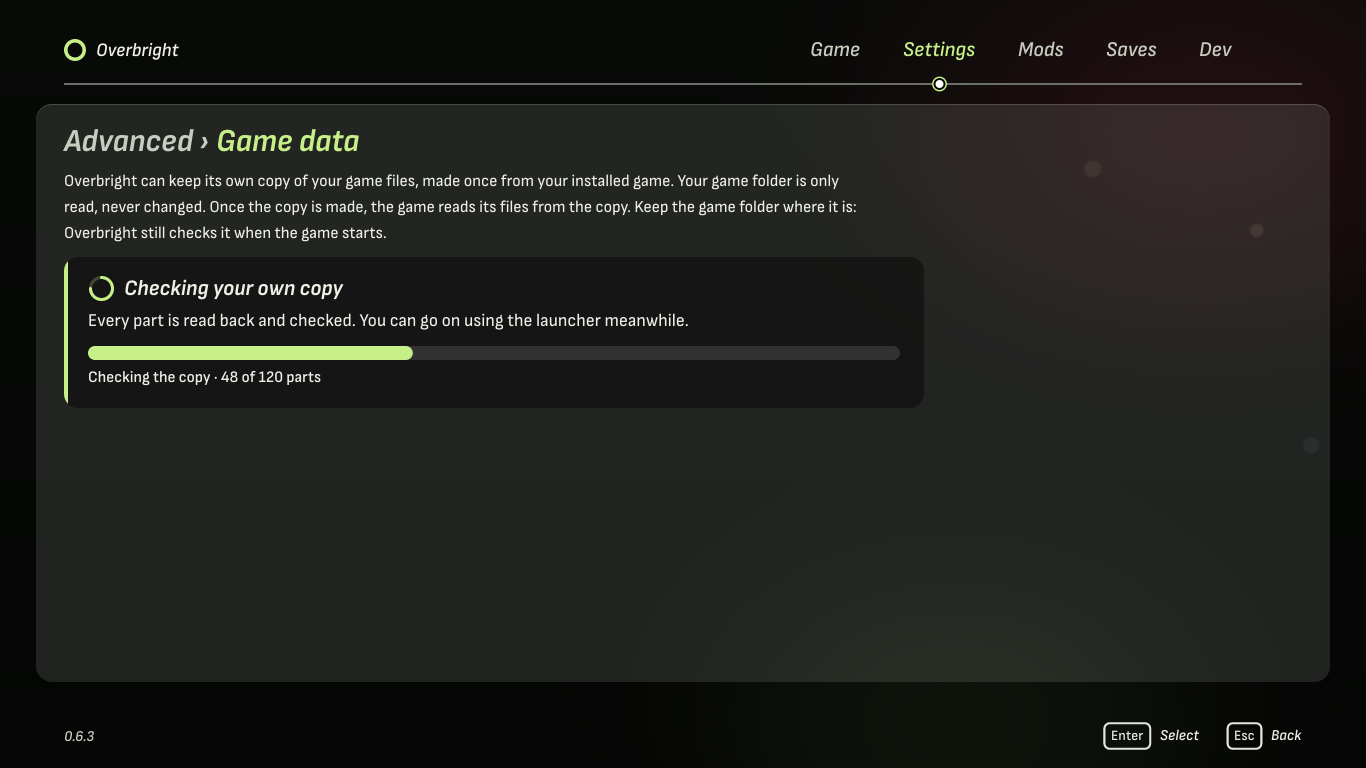 Overbright
Game
Settings
Mods
Saves
Dev
Advanced › Game data
Overbright can keep its own copy of your game files, made once from your installed game. Your game folder is only
read, never changed. Once the copy is made, the game reads its files from the copy. Keep the game folder where it is:
Overbright still checks it when the game starts.
Checking your own copy
Every part is read back and checked. You can go on using the launcher meanwhile.
Checking the copy · 48 of 120 parts
0.6.3
Enter Select
Esc Back